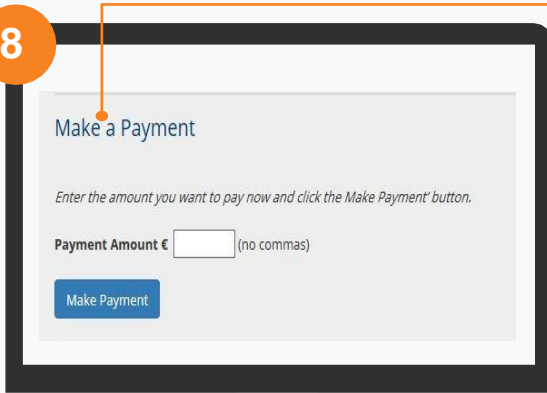 8
Make a Payment
Enter the amount you want to pay now and click the Make Payment' button.
Payment Amount € (no commas)
Make Payment